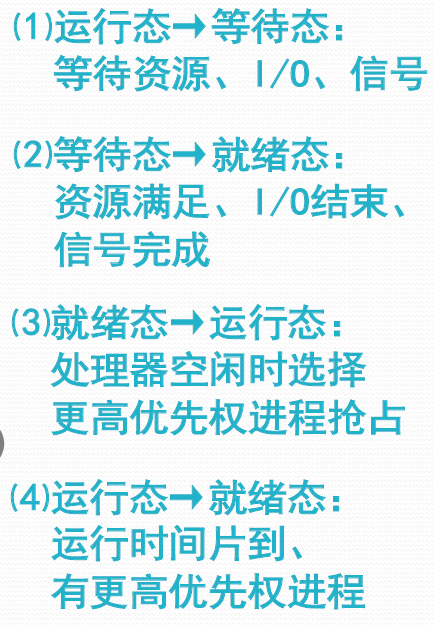 (1)运行态→等待态：
等待资源、I/O、信号
(2)等待态→就绪态：
资源满足、I/O结束、
信号完成
(3)就绪态→运行态：
处理器空闲时选择
更高优先权进程抢占
(4)运行态→就绪态：
运行时间片到、
有更高优先权进程